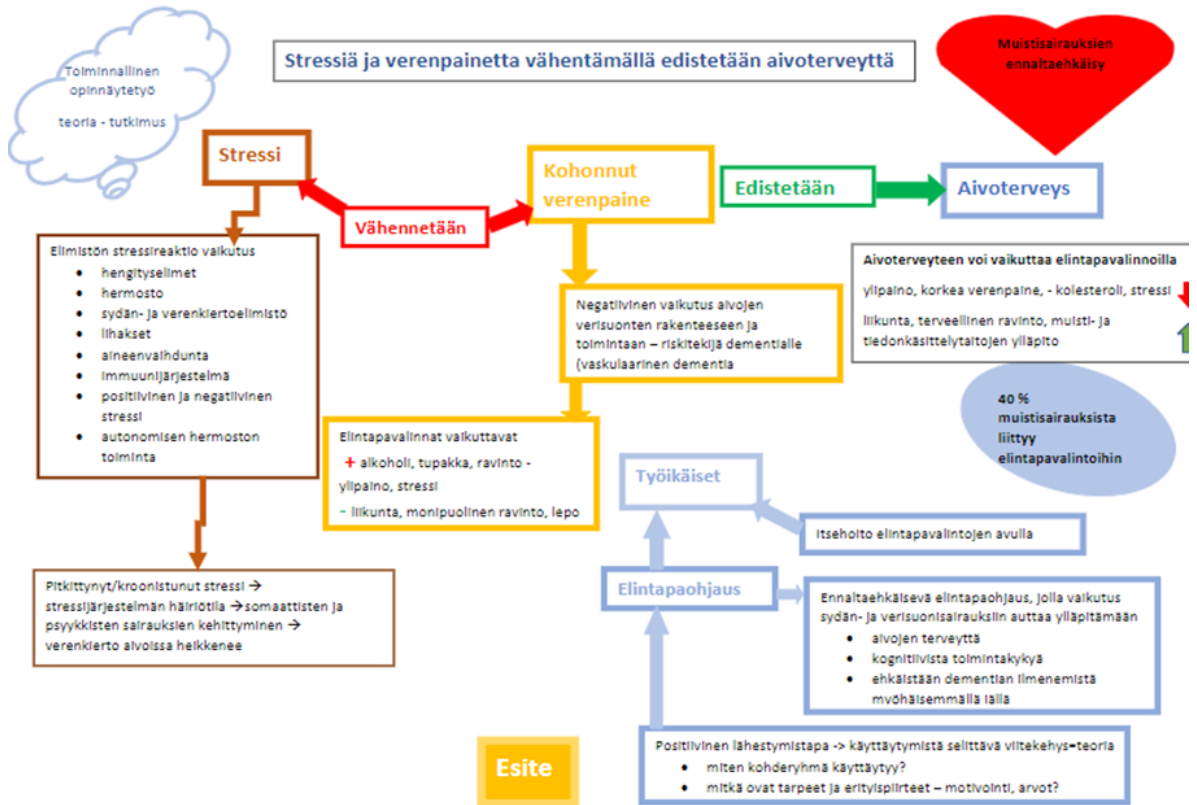 Toiminnallinen
opinnäytetyö
teoria - tutkimus
Stressiä ja verenpainetta vähentämällä edistetään aivoterveyttä
Muistisairauksien
ennaltaehkäisy
Stressi
Vähennetään
Kohonnut
verenpaine
Edistetään
Aivoterveys
Elimistön stressireaktio vaikutus
• hengityselimet
• hermosto
• sydän- ja verenkiertoelimistö
• lihakset
• aineenvaihdunta
• immuunijärjestelmä
• positiivinen ja negatiivinen
stressi
• autonomisen hermoston
toiminta
Pitkittynyt/kroonistunut stressi →
stressijärjestelmän häiriötila → somaattisten ja
psyykkisten sairauksien kehittyminen →
verenkierto aivoissa heikkenee
Negatiivinen vaikutus aivojen
verisuonten rakenteeseen ja
toimintaan – riskitekijä dementialle
(vaskulaarinen dementia
Elintapavalinnat vaikuttavat
+ alkoholi, tupakka, ravinto -
ylipaino, stressi
- liikunta, monipuolinen ravinto, lepo
Aivoterveyteen voi vaikuttaa elintapavalinnoilla
ylipaino, korkea verenpaine, - kolesteroli, stressi
liikunta, terveellinen ravinto, muisti- ja
tiedonkäsittelytaitojen ylläpito
40 %
muistisairauksista
liittyy
elintapavalintoihin
Työikäiset
Itsehoito elintapavalintojen avulla
Elintapaohjaus
Ennaltaehkäisevä elintapaohjaus, jolla vaikutus
sydän- ja verisuonisairauksiin auttaa ylläpitämään
• aivojen terveyttä
• kognitiivista toimintakykyä
• ehkäistään dementian ilmenemistä
myöhäisemmällä iällä
Positiivinen lähestymistapa -> käyttäytymistä selittävä viitekehys=teoria
• miten kohderyhmä käyttäytyy?
• mitkä ovat tarpeet ja erityispiirteet – motivointi, arvot?
Esite